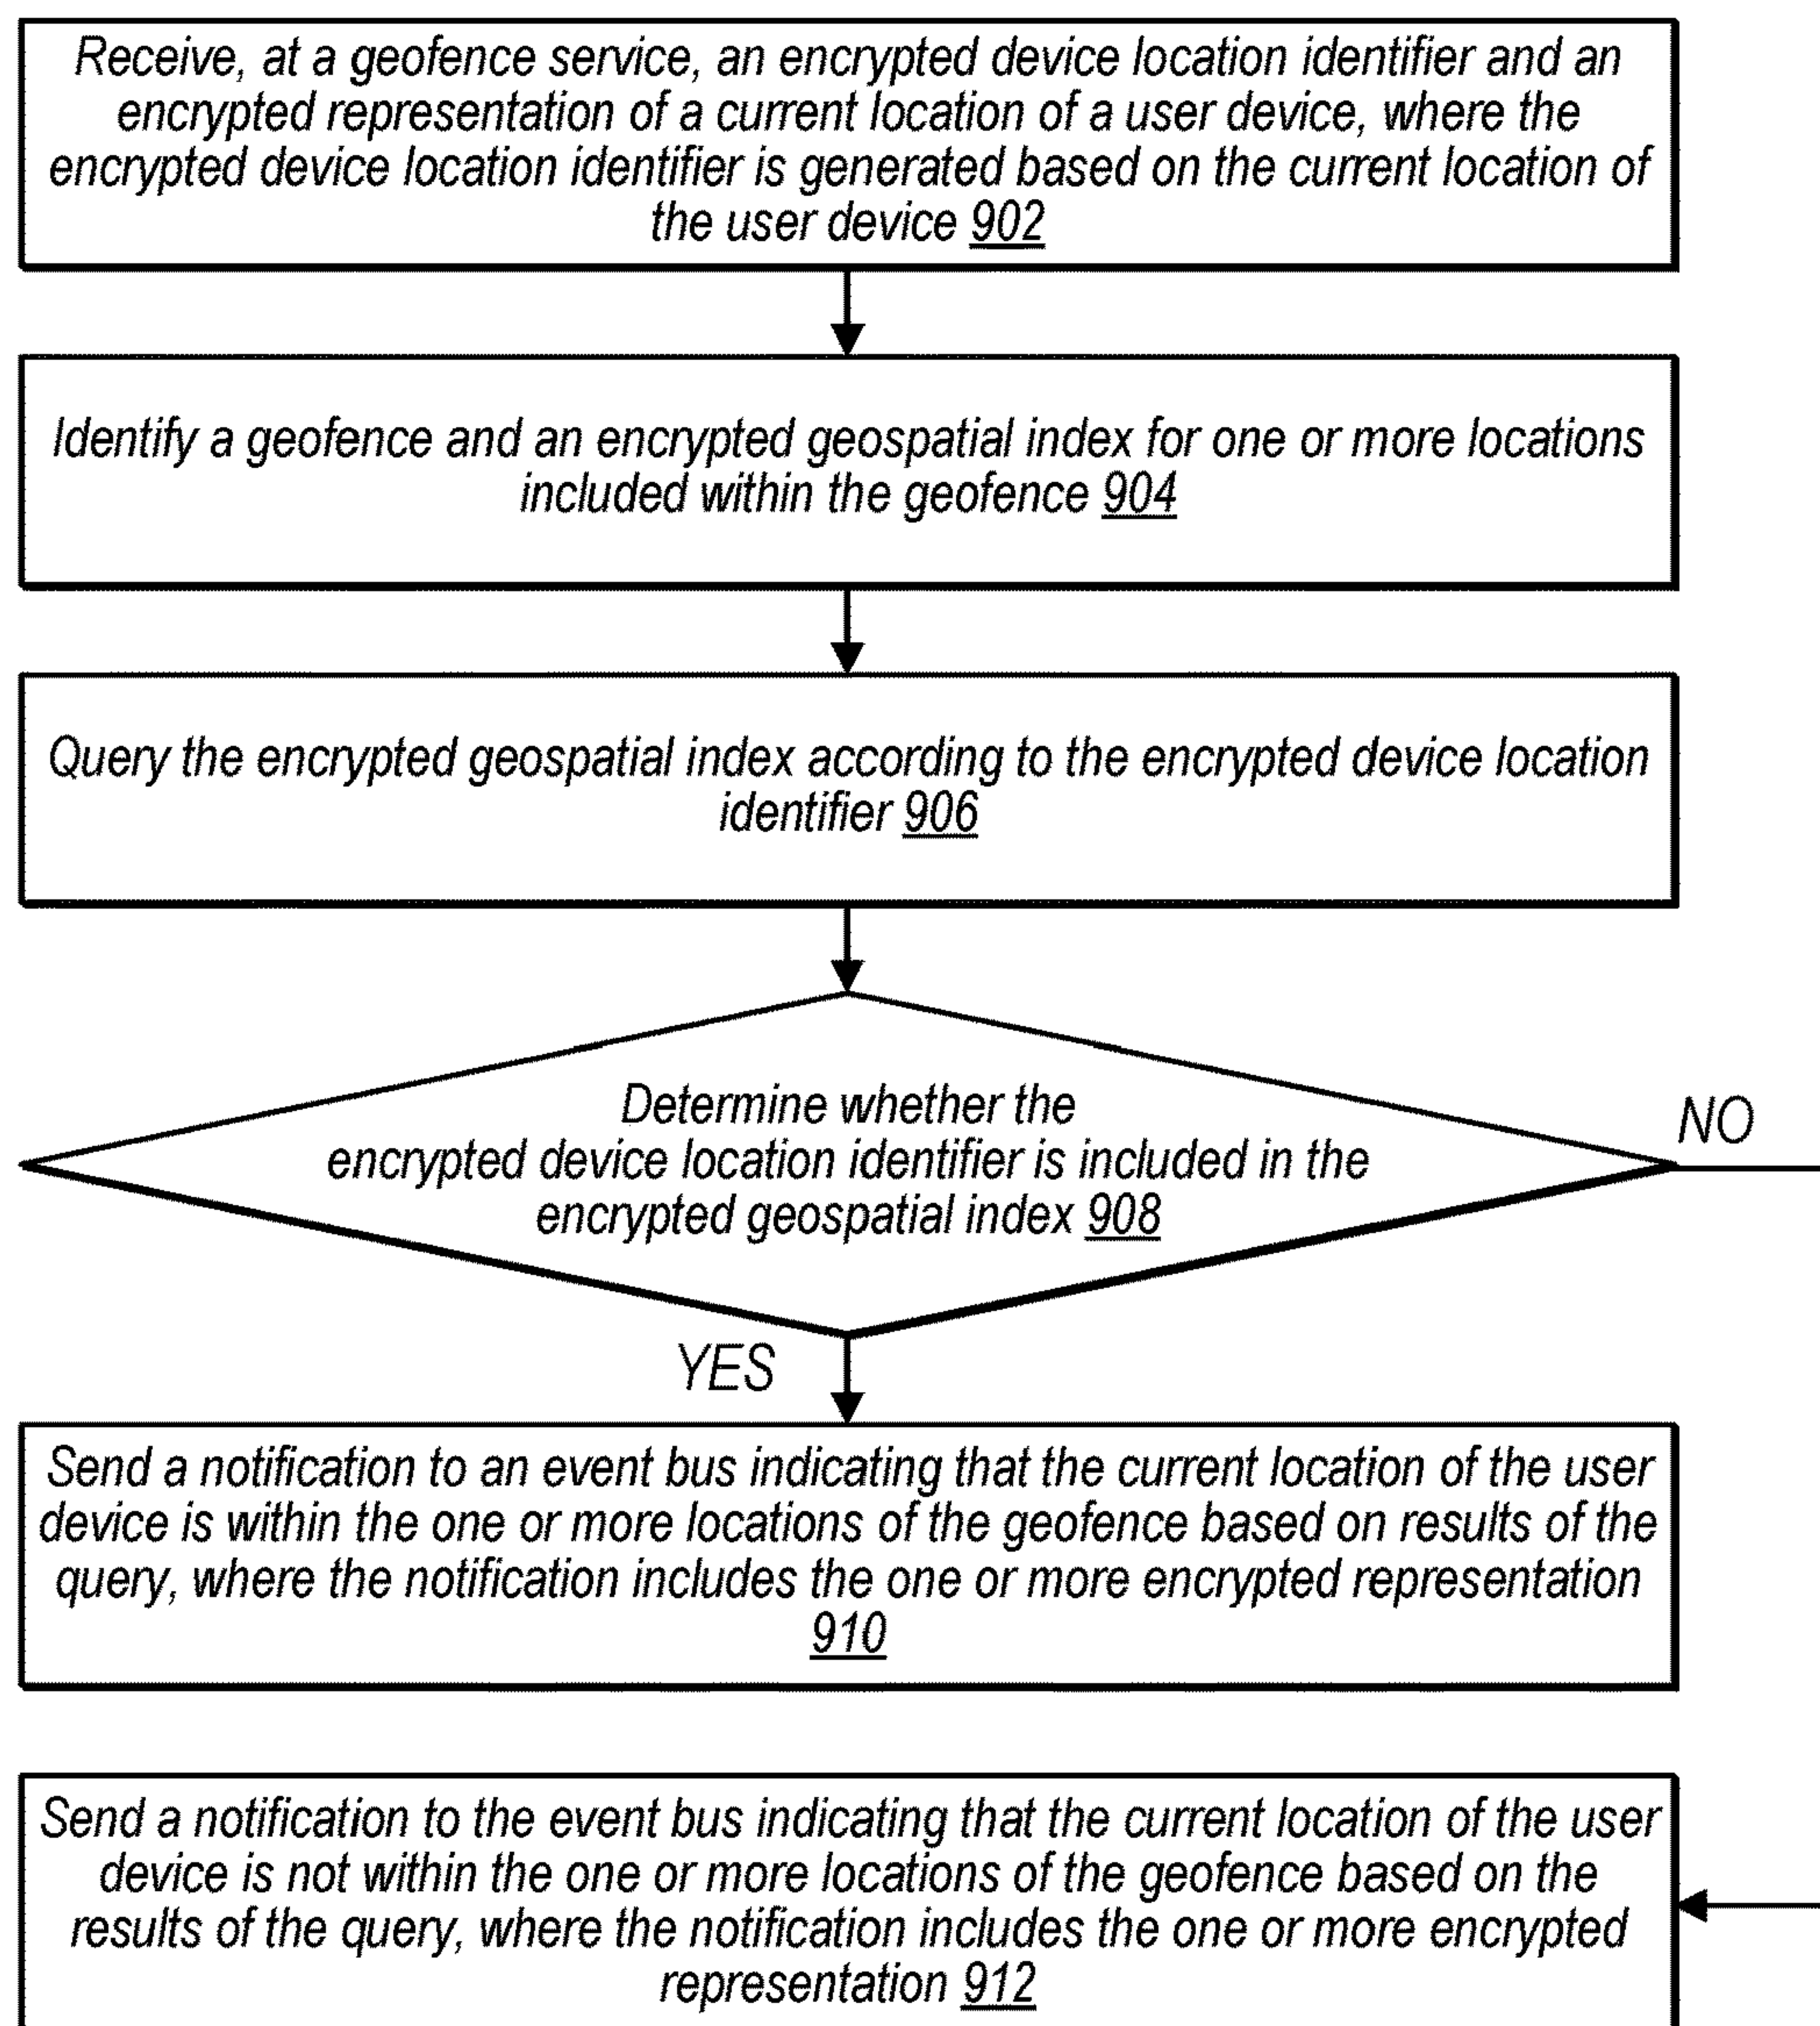 Receive, at a geofence service, an encrypted device location identifier and an
encrypted representation of a current location of a user device, where the
encrypted device location identifier is generated based on the current location of
the user device 902
Identify a geofence and an encrypted geospatial index for one or more locations
included within the geofence 904
Query the encrypted geospatial index according to the encrypted device location
identifier 906
Determine whether the
encrypted device location identifier is included in the
encrypted geospatial index 908
NO
YES
Send a notification to an event bus indicating that the current location of the user
device is within the one or more locations of the geofence based on results of the
query, where the notification includes the one or more encrypted representation
910
Send a notification to the event bus indicating that the current location of the user
device is not within the one or more locations of the geofence based on the
results of the query, where the notification includes the one or more encrypted
representation 912